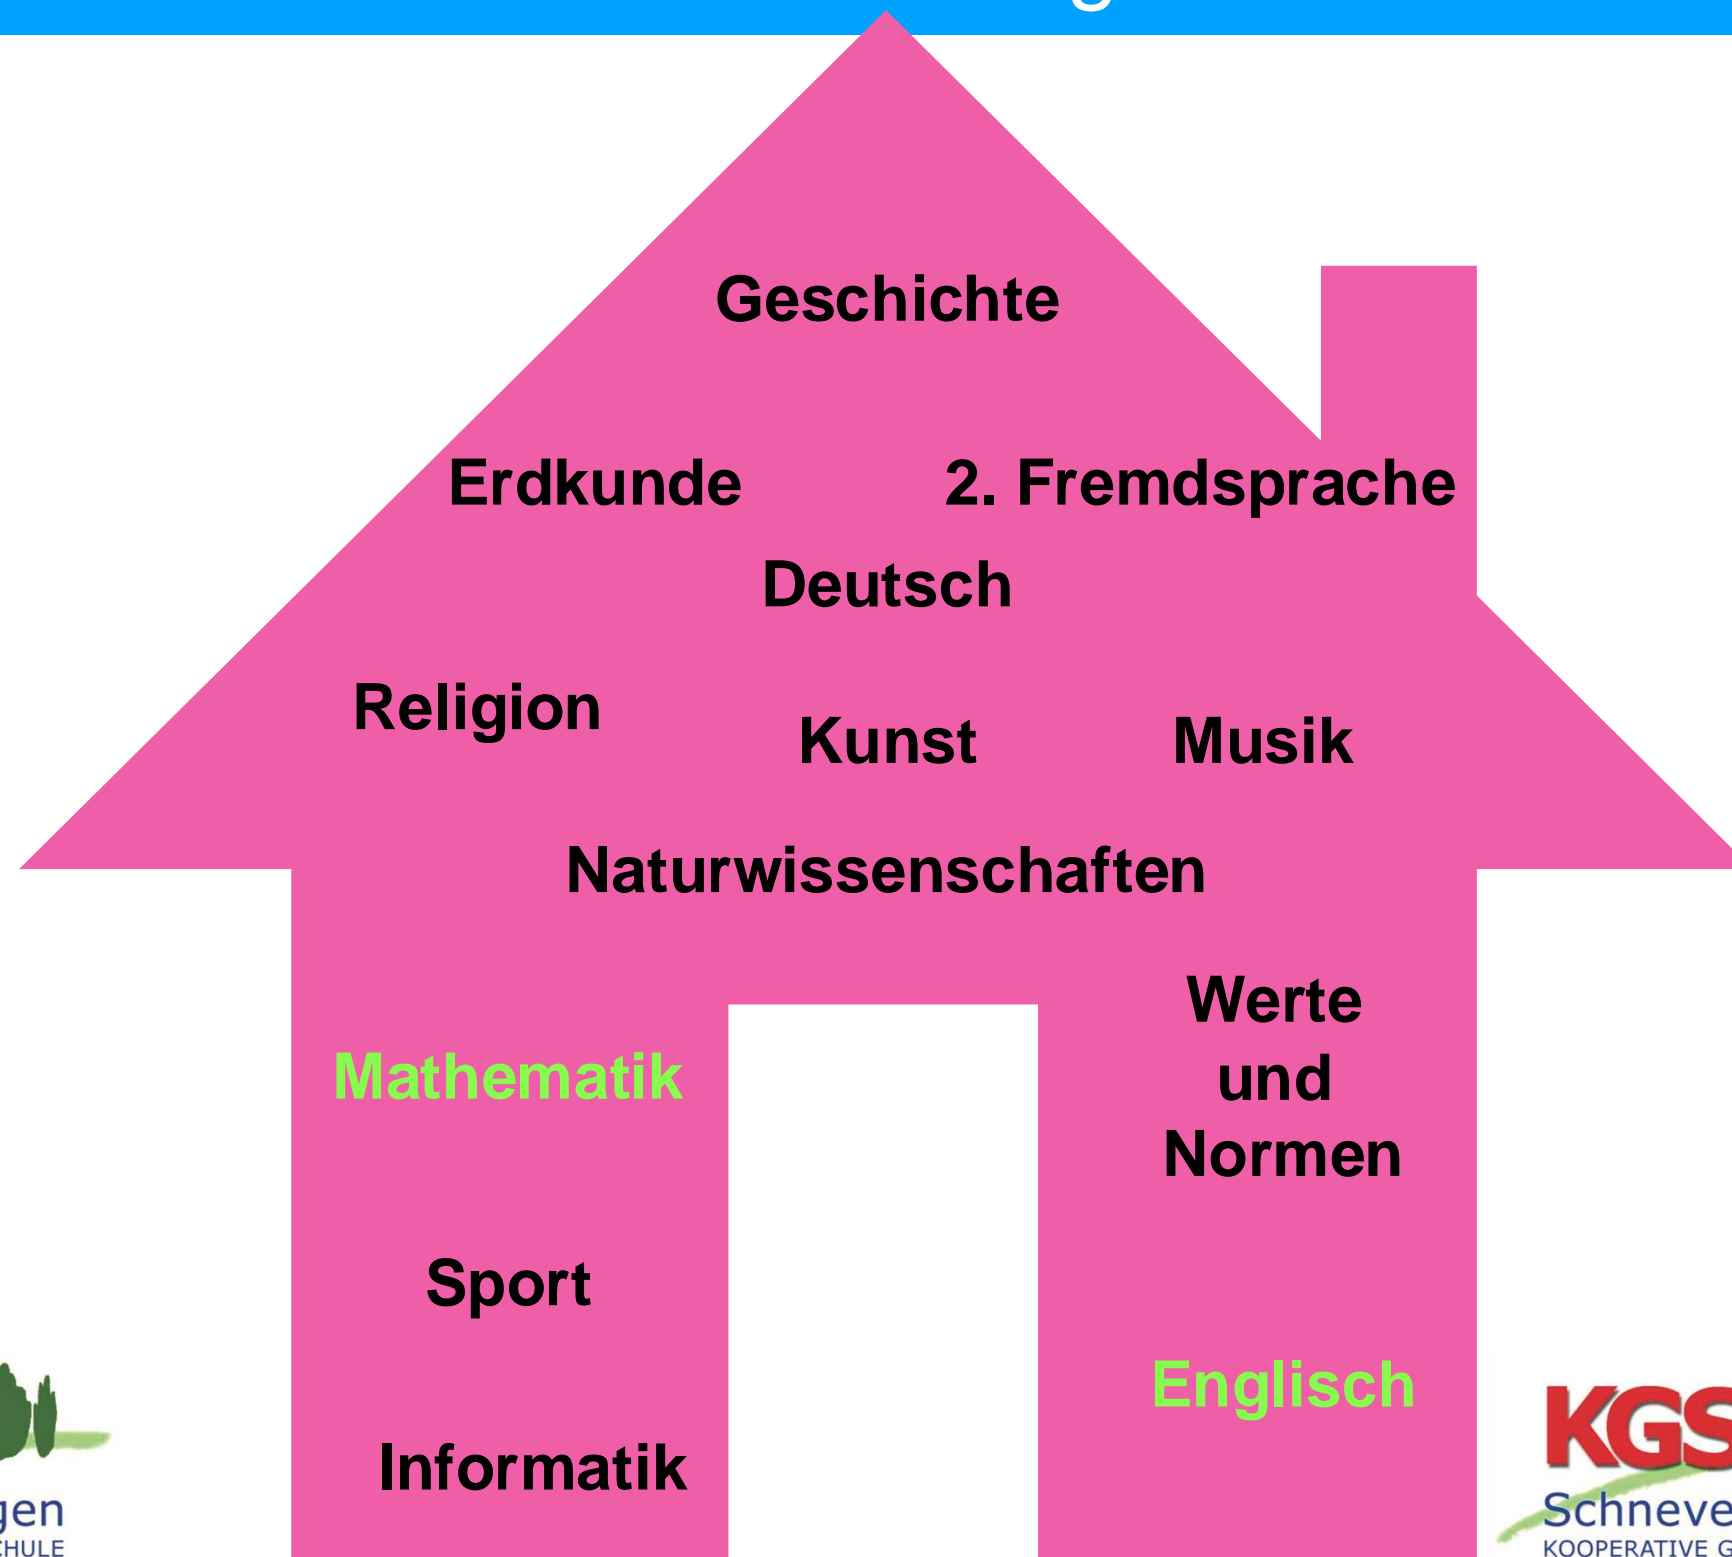 Geschichte
Erdkunde
2. Fremdsprache
Deutsch
Religion
Kunst
Musik
Naturwissenschaften
Werte
und
Normen
Mathematik
Sport
Englisch
Informatik
gen
CHULE
KGS
Schneve
KOOPERATIVE G